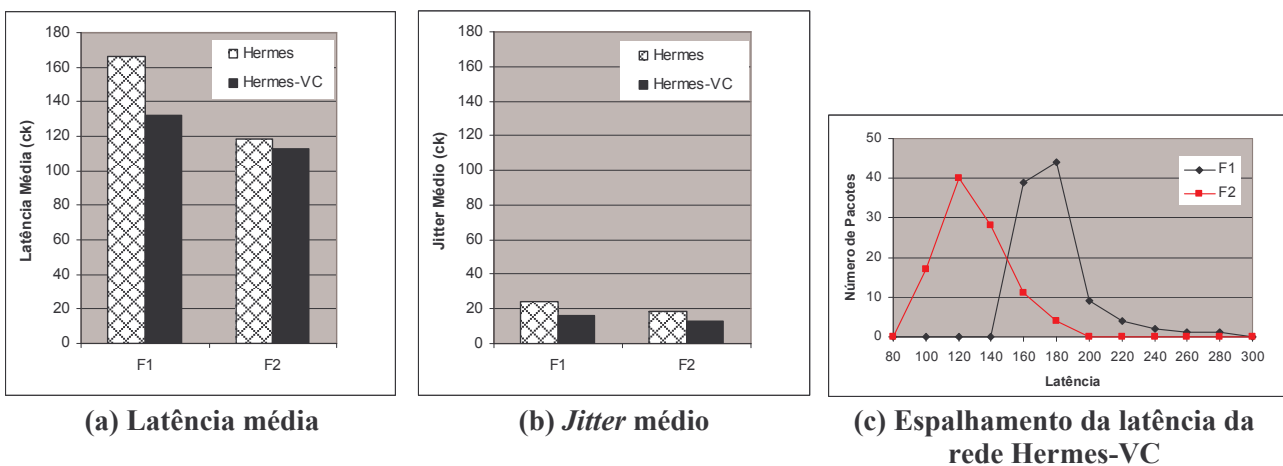 180
160
140
120
100
80
60
40
20
0
Latência Média (ck)
Hermes
Hermes-VC
F1
F2
(a) Latência média
180
160
140
120
100
80
60
40
20
0
Jitter Médio (ck)
Hermes
Hermes-VC
F1
F2
(b) Jitter médio
50
40
30
20
10
0
Número de Pacotes
F1
F2
80 100 120 140 160 180 200 220 240 260 280 300
Latência
(c) Espalhamento da latência da
rede Hermes-VC